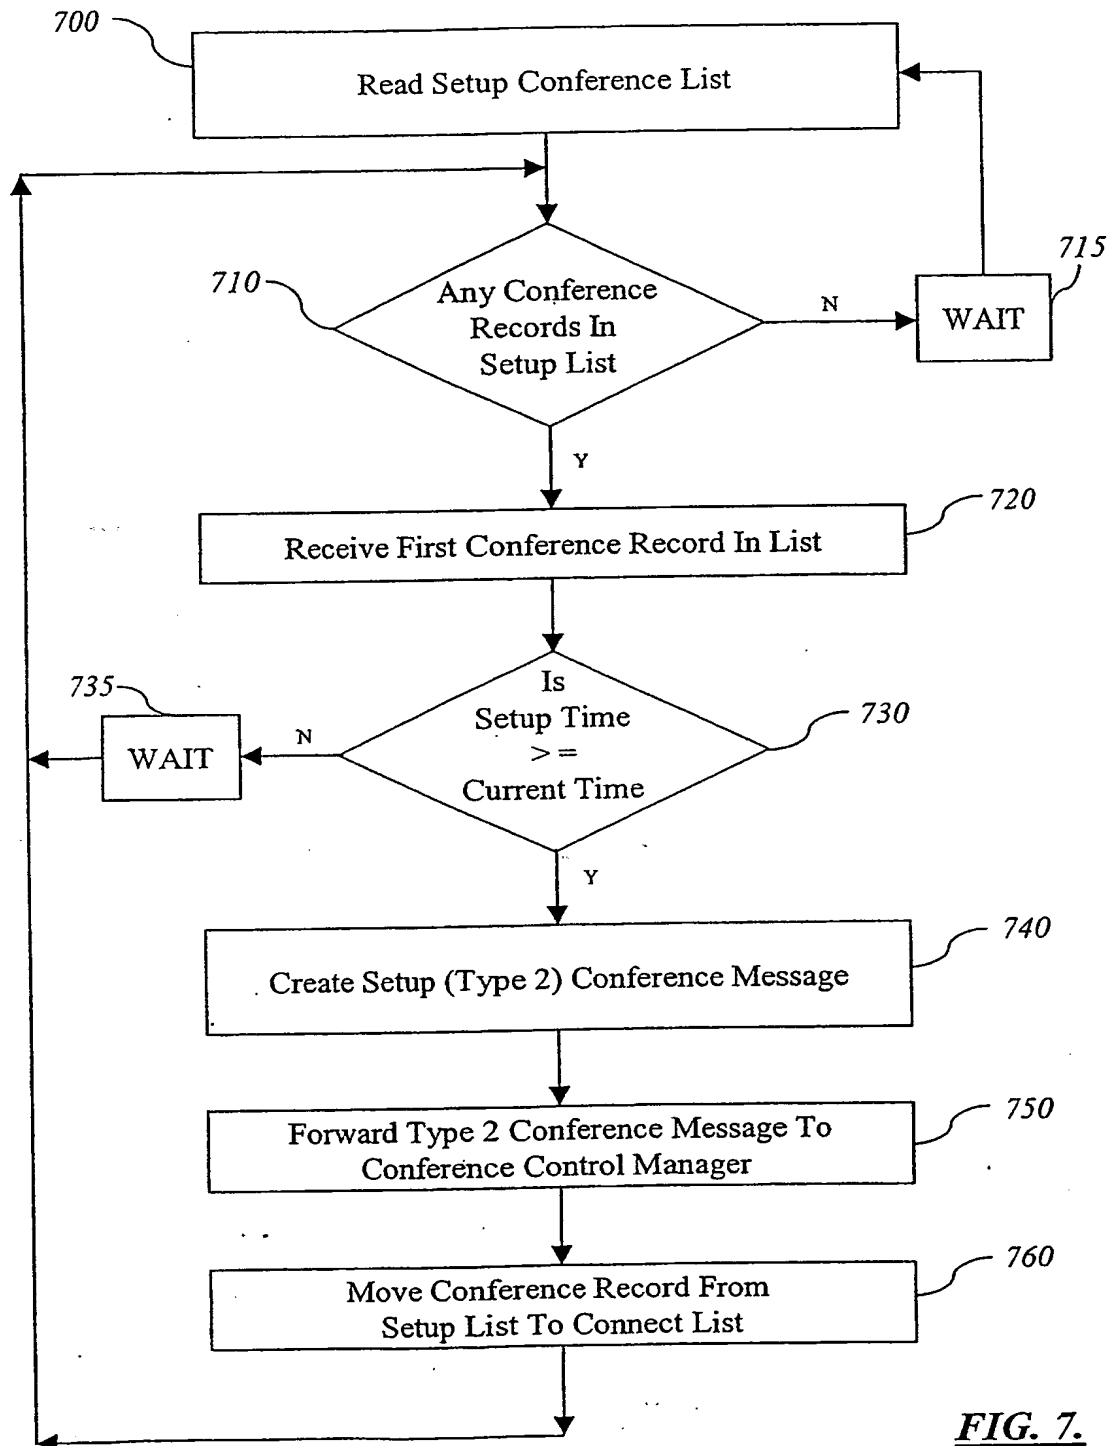 700
Read Setup Conference List
710
Any Conference
Records In
Setup List
N
WAIT
715
Y
720
Receive First Conference Record In List
735
WAIT
N
Is
Setup Time
>=
Current Time
730
Y
740
Create Setup (Type 2) Conference Message
750
Forward Type 2 Conference Message To
Conference Control Manager
760
Move Conference Record From
Setup List To Connect List
FIG. 7.